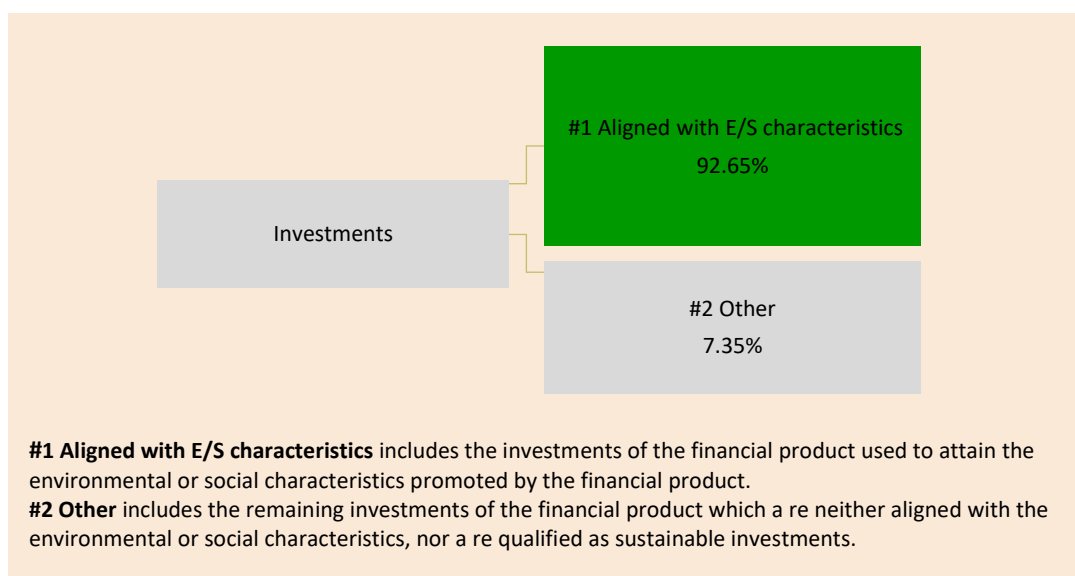 #1 Aligned with E/S characteristics
92.65%
Investments
#2 Other
7.35%
#1 Aligned with E/S characteristics includes the investments of the financial product used to attain the
environmental or social characteristics promoted by the financial product.
#2 Other includes the remaining investments of the financial product which a re neither aligned with the
environmental or social characteristics, nor a re qualified as sustainable investments.